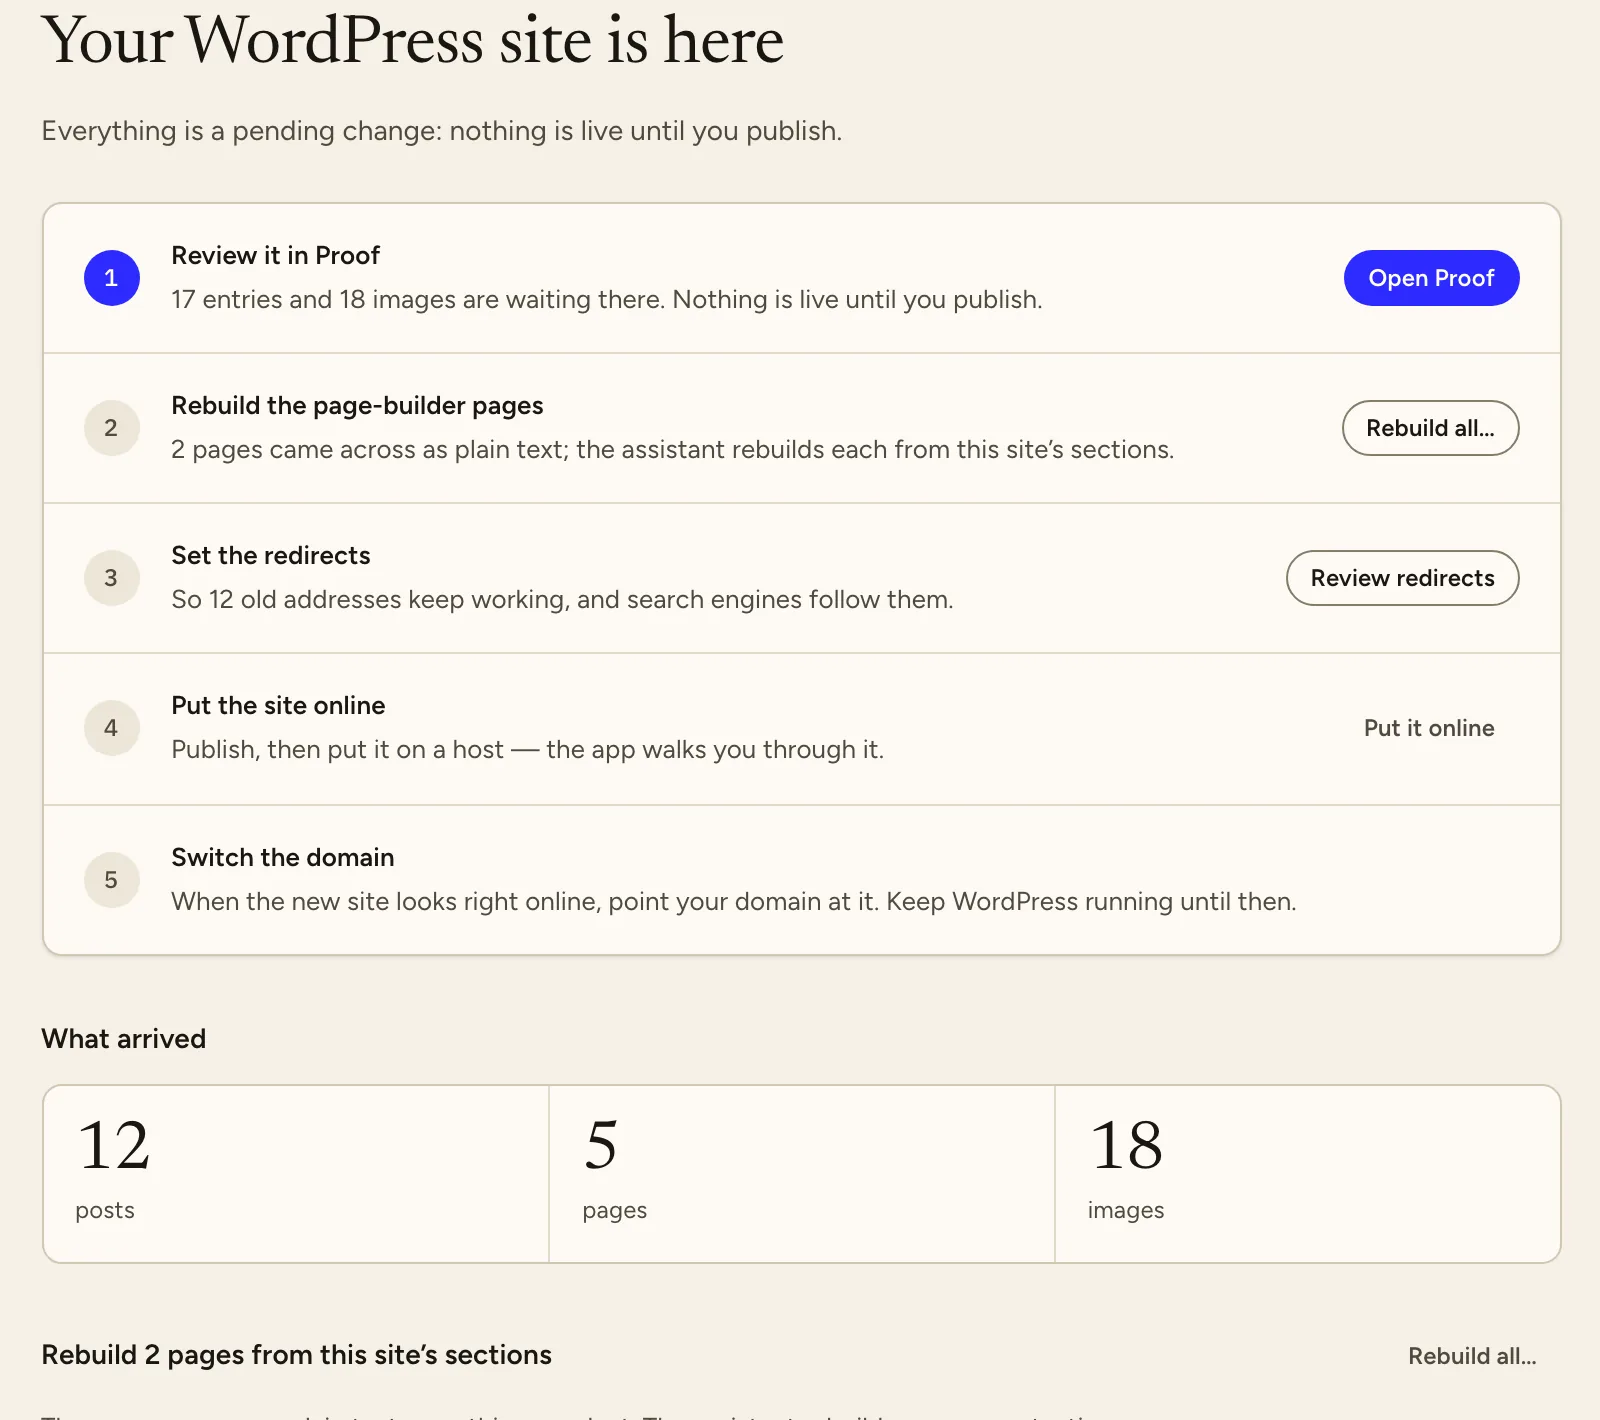 Your WordPress site is here
Everything is a pending change: nothing is live until you publish.
1
Review it in Proof
17 entries and 18 images are waiting there. Nothing is live until you publish.
Open Proof
2
Rebuild the page-builder pages
2 pages came across as plain text; the assistant rebuilds each from this site’s sections.
Rebuild all...
3
Set the redirects
So 12 old addresses keep working, and search engines follow them.
Review redirects
4
Put the site online
Publish, then put it on a host — the app walks you through it.
Put it online
5
Switch the domain
When the new site looks right online, point your domain at it. Keep WordPress running until then.
What arrived
12
posts
5
pages
18
images
Rebuild 2 pages from this site’s sections
Rebuild all...